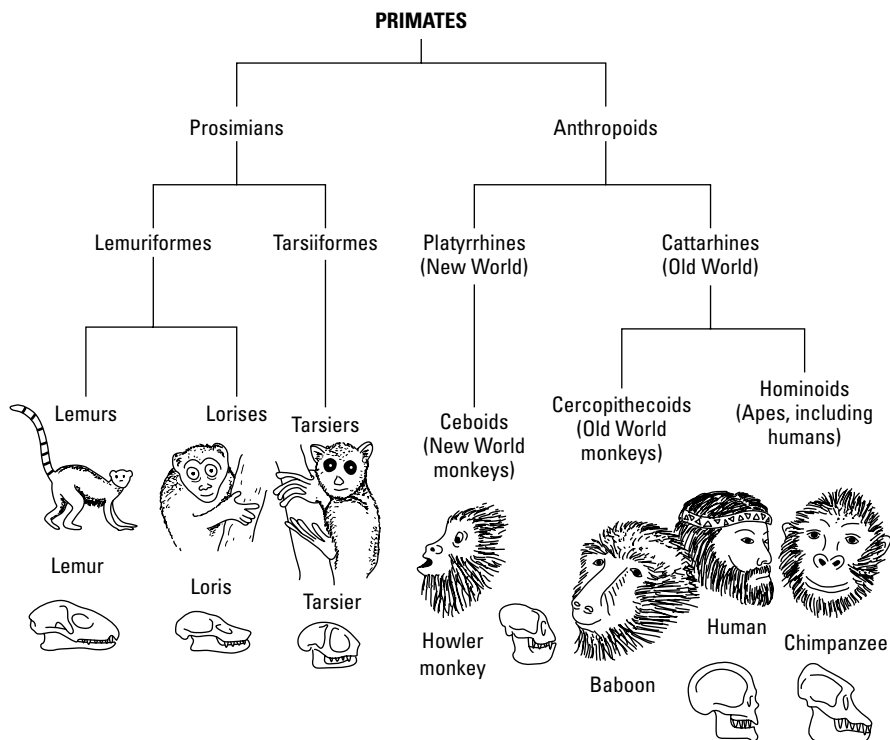 PRIMATES
Prosimians
Anthropoids
Lemuriformes
Tarsiiformes
Platyrrhines
(New World)
Cattarhines
(Old World)
Lemurs
Lorises
Tarsiers
Ceboids
(New World
monkeys)
Cercopithecoids
(Old World
monkeys)
Hominoids
(Apes, including
humans)
Lemur
Loris
Tarsier
Howler
monkey
Baboon
Human
Chimpanzee